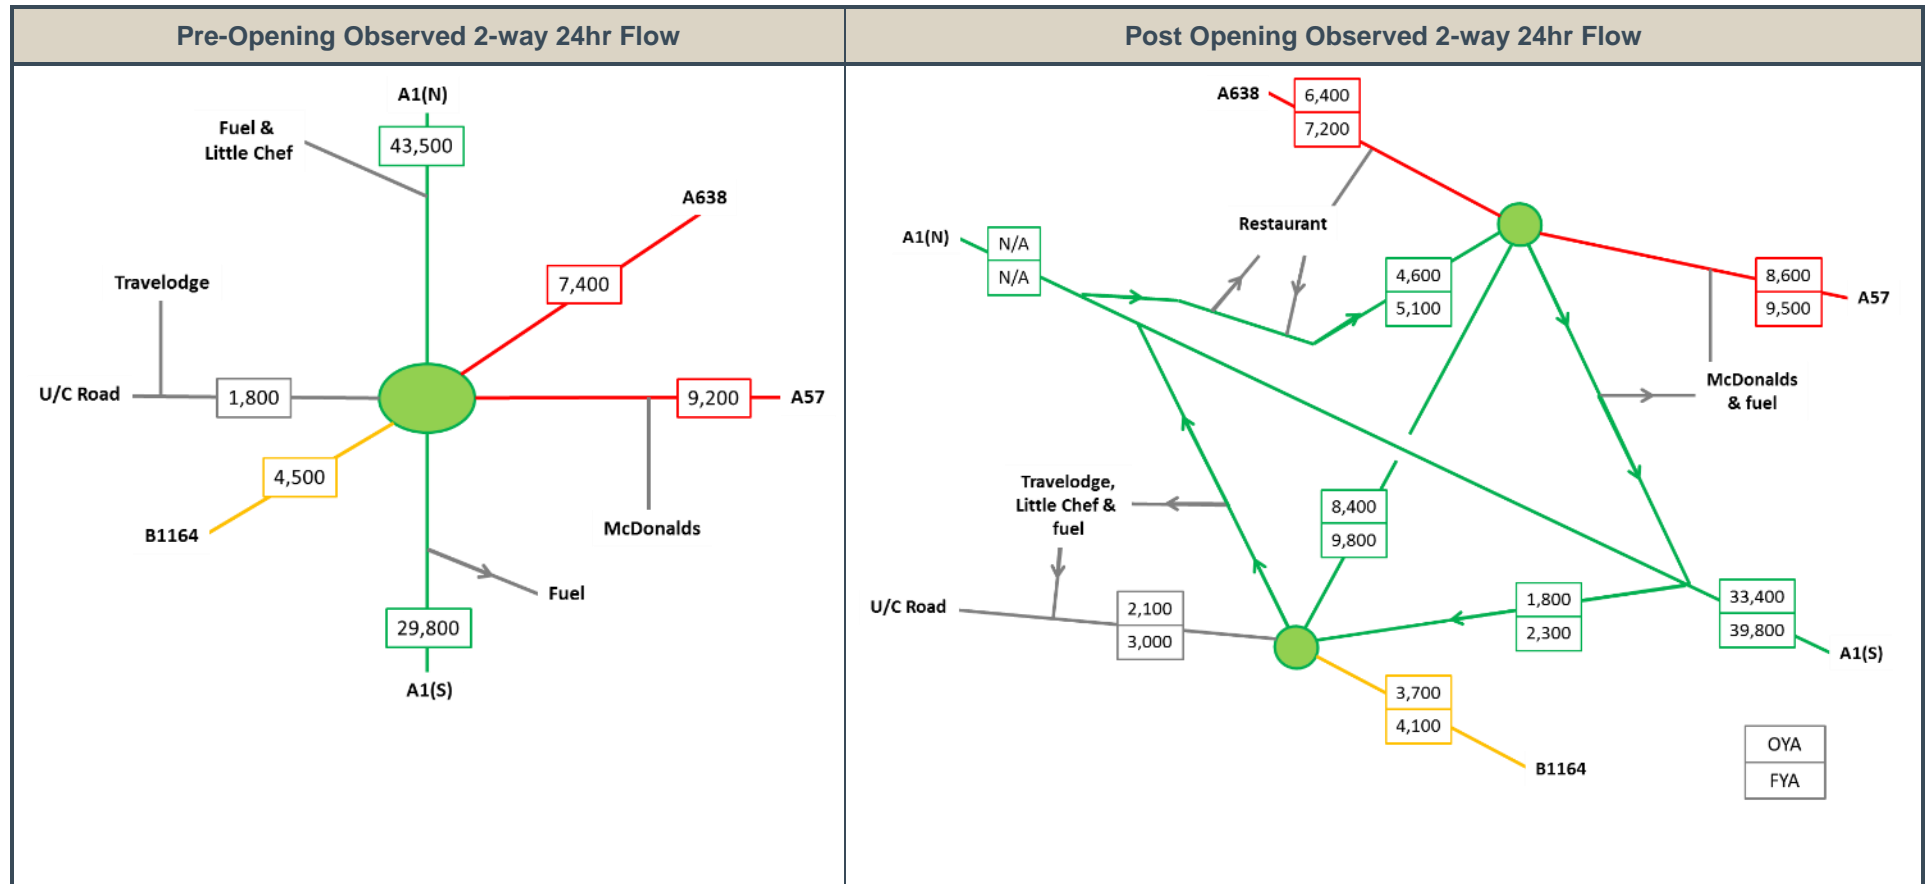 Pre-Opening Observed 2-way 24hr Flow
Post Opening Observed 2-way 24hr Flow
A1(N)
43,500
Fuel &
Little Chef
A638
7,400
Travelodge
U/C Road
1,800
9,200
A57
4,500
B1164
McDonalds
Fuel
29,800
A1(S)
A638
6,400
7,200
Restaurant
A1(N)
N/A
N/A
4,600
5,100
8,600
9,500
A57
McDonalds
& fuel
Travelodge,
Little Chef &
fuel
8,400
9,800
U/C Road
2,100
3,000
1,800
2,300
33,400
39,800
A1(S)
3,700
4,100
B1164
OYA
FYA